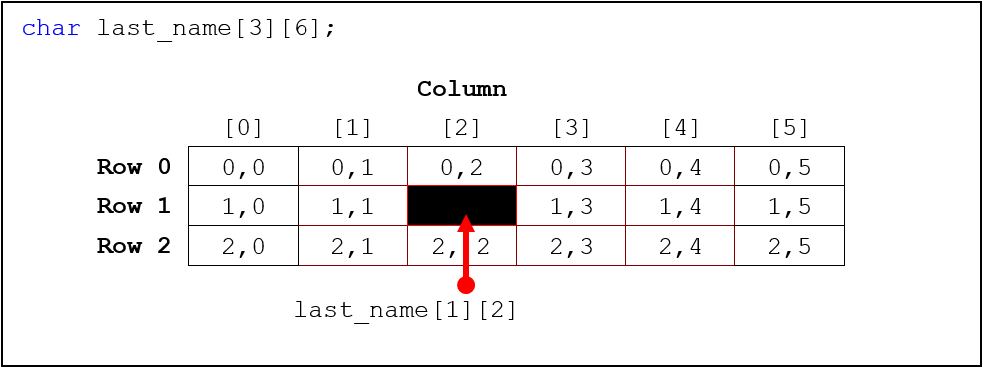 char last_name[3][6];
Column
[0] [1] [2] [3] [4] [5]
Row 0 0,0 0,1 0,2 0,3 0,4 0,5
Row 1 1,0 1,1 1,3 1,4 1,5
Row 2 2,0 2,1 2,2 2,3 2,4 2,5
last_name[1][2]